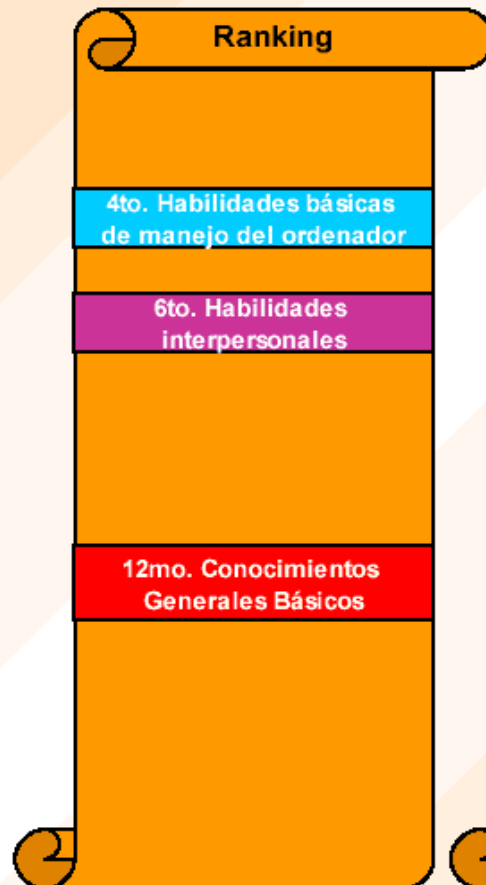 Ranking
4to. Habilidades básicas
de manejo del ordenador
6to. Habilidades
interpersonales
12mo. Conocimientos
Generales Básicos